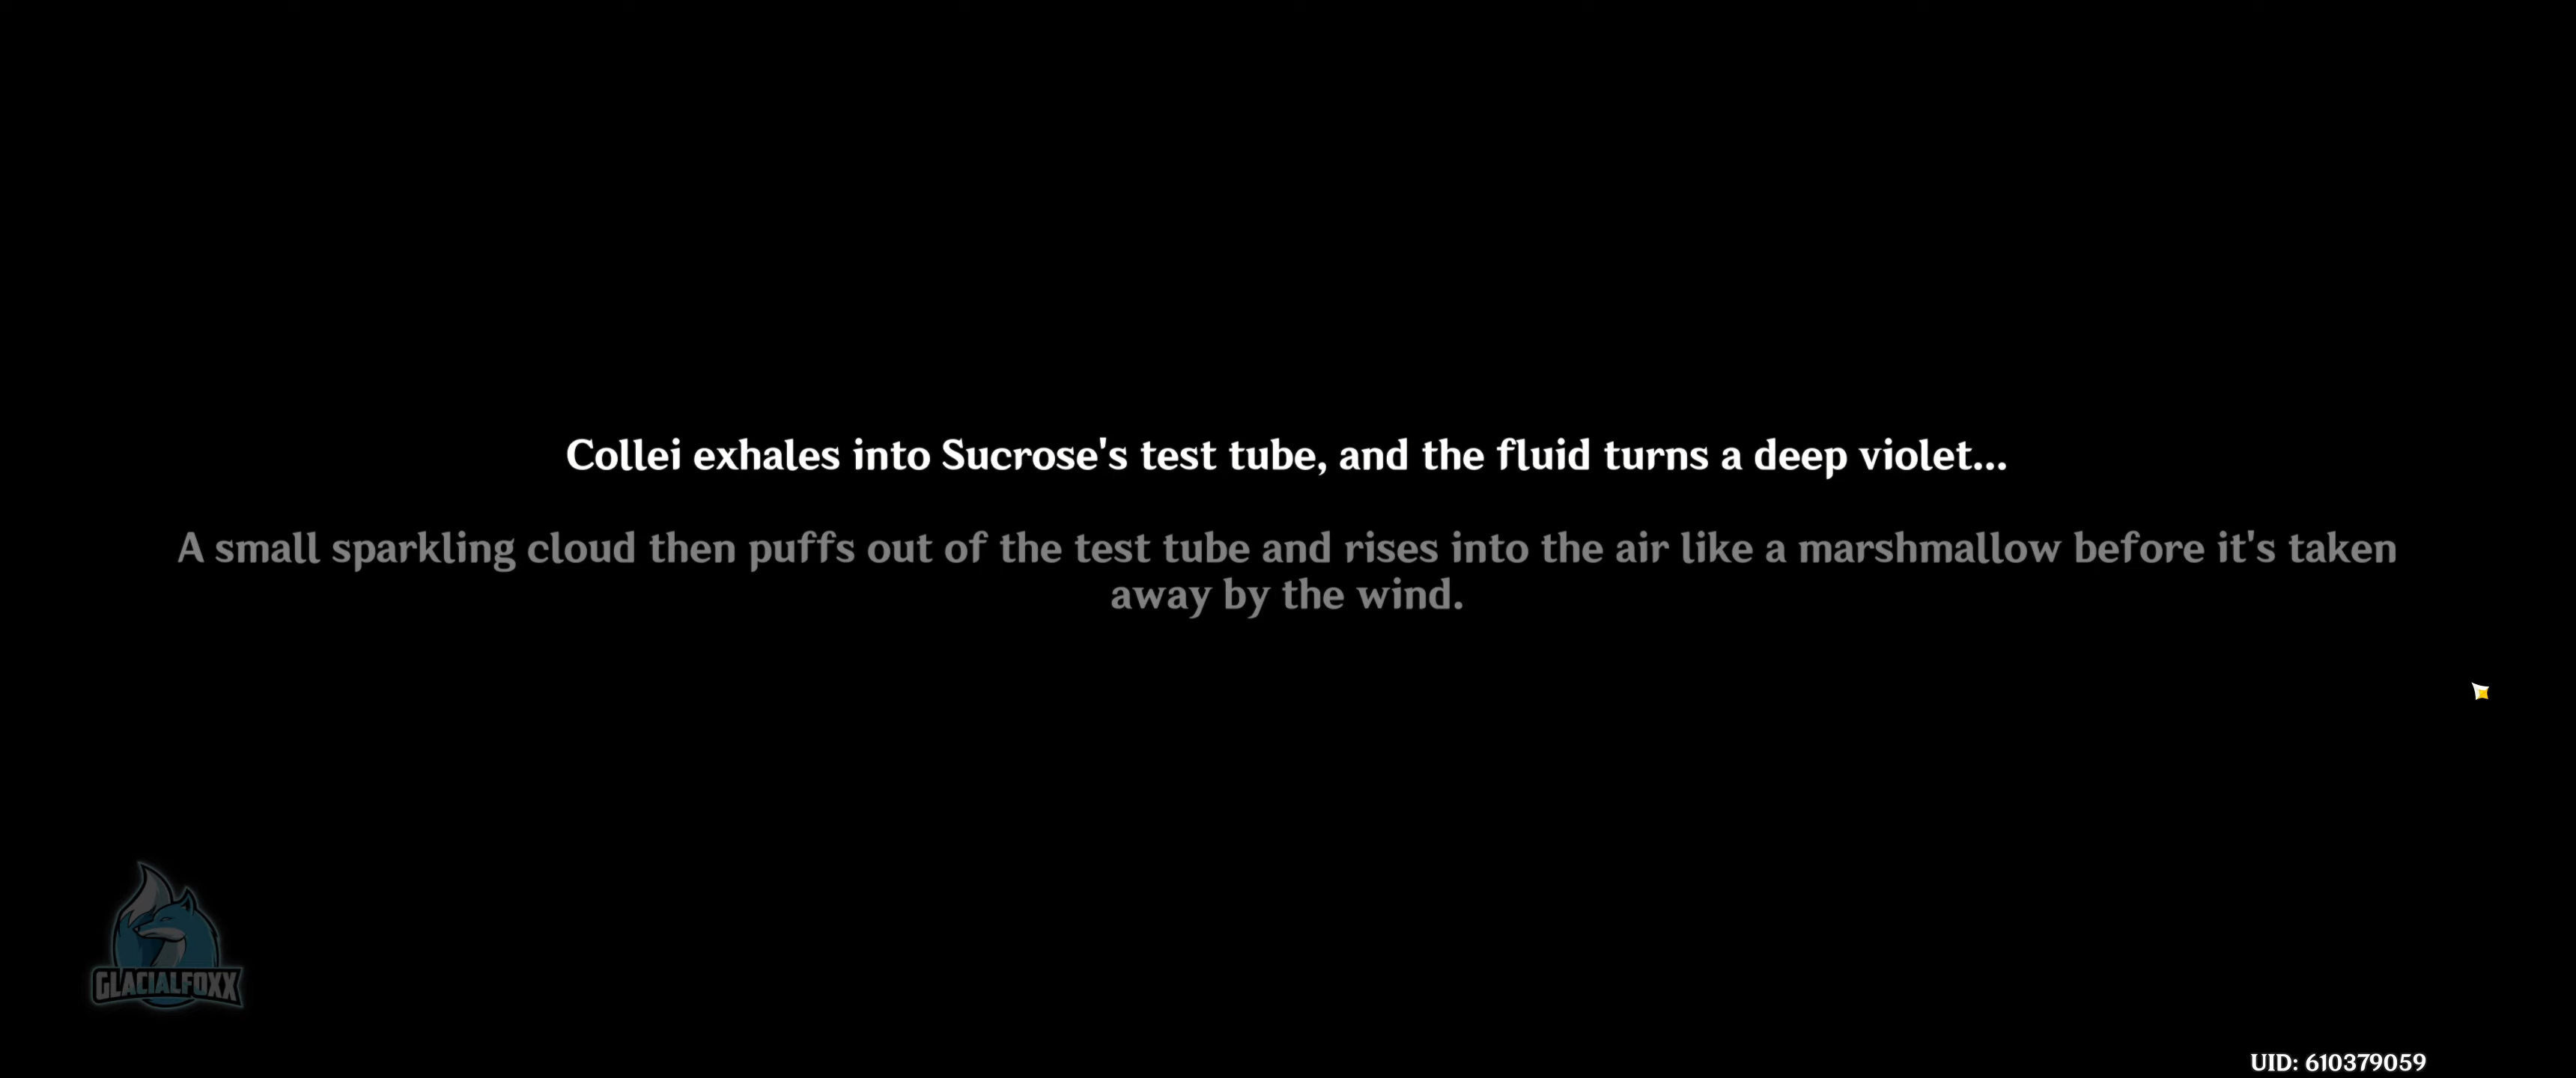 Collei exhales into Sucrose's test tube, and the fluid turns a deep violet...
A small sparkling cloud then puffs out of the test tube and rises into the air like a marshmallow before it's taken
away by the wind.
GLACIALFOXX
UID: 610379059